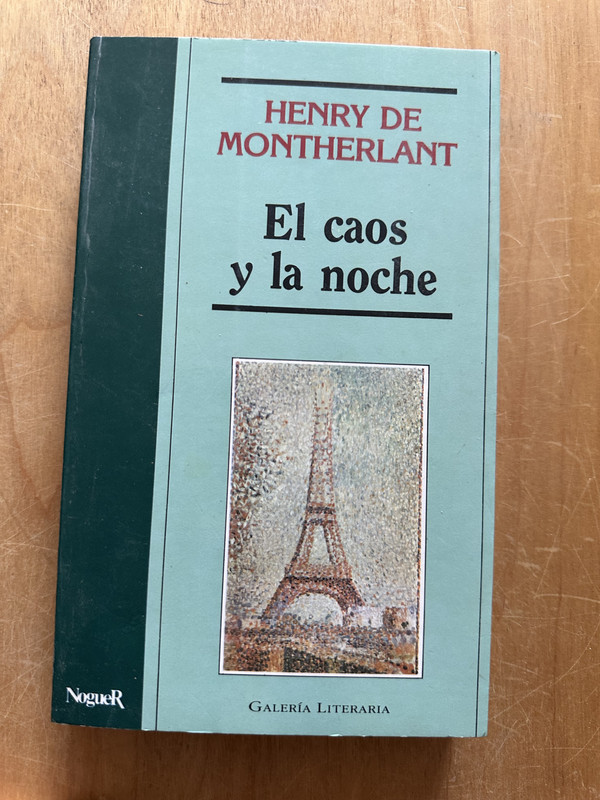 HENRY DE
MONTHERLANT
El caos
y la noche
NogueR
GALERÍA LITERARIA